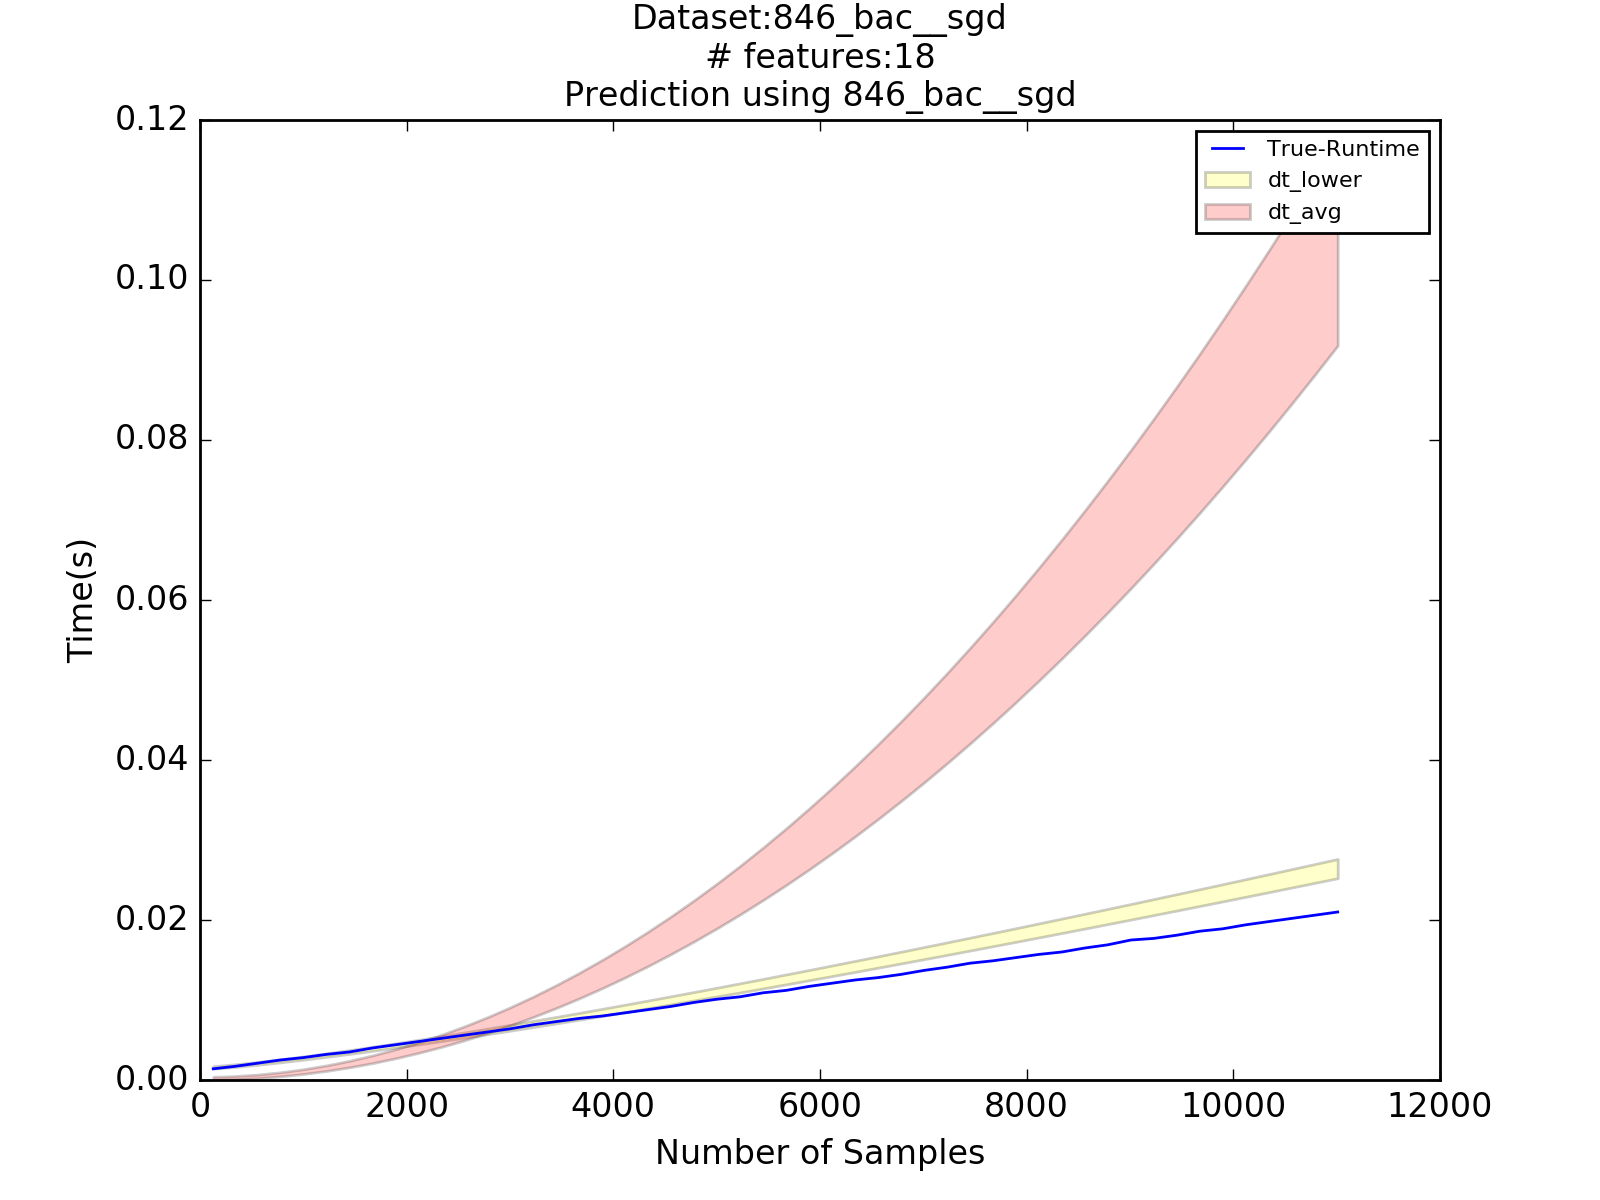 Dataset:846_bac__sgd
# features:18
Prediction using 846_bac__sgd
0.12
0.10
0.08
0.06
0.04
0.02
0.00
Time(s)
True-Runtime
dt_lower
dt_avg
0 2000 4000 6000 8000 10000 12000
Number of Samples